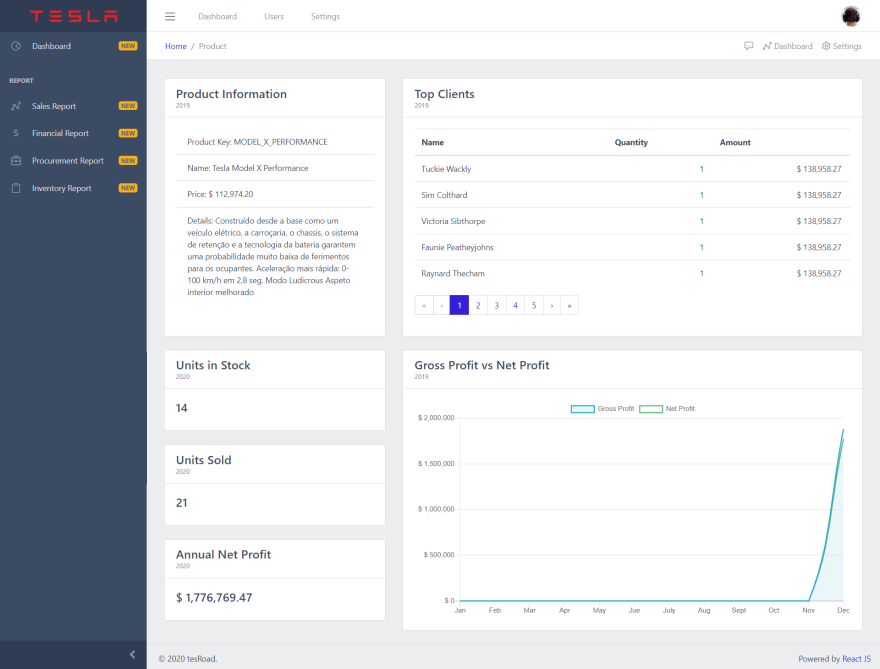 TESLA
Dashboard Users Settings
Dashboard NEW
Home / Product
Dashboard Settings
REPORT
Sales Report NEW
Financial Report NEW
Procurement Report NEW
Inventory Report NEW
Product Information
2019
Product Key: MODEL_X_PERFORMANCE
Name: Tesla Model X Performance
Price: $ 112,974.20
Details: Construído desde a base como um
veículo elétrico, a carroçaria, o chassis, o sistema
de retenção e a tecnologia da bateria garantem
uma probabilidade muito baixa de ferimentos
para os ocupantes. Aceleração mais rápida: 0-
100 km/h em 2,8 seg. Modo Ludicrous Aspeto
interior melhorado
Top Clients
2019
Name Quantity Amount
Tuckie Wackly 1 $ 138,958.27
Sim Colthard 1 $ 138,958.27
Victoria Sibthorpe 1 $ 138,958.27
Faunie Peatheyjohns 1 $ 138,958.27
Raynard Thecham 1 $ 138,958.27
« ‹ 1 2 3 4 5 › »
Units in Stock
2020
14
Units Sold
2020
21
Annual Net Profit
2020
$ 1,776,769.47
Gross Profit vs Net Profit
2019
Gross Profit Net Profit
$ 2,000,000
$ 1,500,000
$ 1,000,000
$ 500,000
$ 0
Jan Feb Mar Apr May Jue July Aug Sept Oct Nov Dec
© 2020 tesRoad.
Powered by React JS